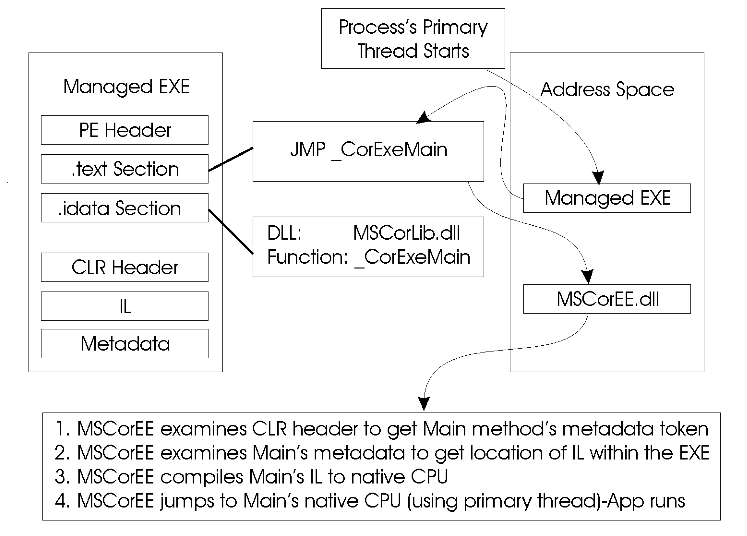 Process's Primary
Thread Starts
Managed EXE
PE Header
.text Section
.idata Section
CLR Header
IL
Metadata
JMP _CorExeMain
DLL: MSCorLib.dll
Function: _CorExeMain
Address Space
Managed EXE
MSCorEE.dll
1. MSCorEE examines CLR header to get Main method's metadata token
2. MSCorEE examines Main's metadata to get location of IL within the EXE
3. MSCorEE compiles Main's IL to native CPU
4. MSCorEE jumps to Main's native CPU (using primary thread)-App runs